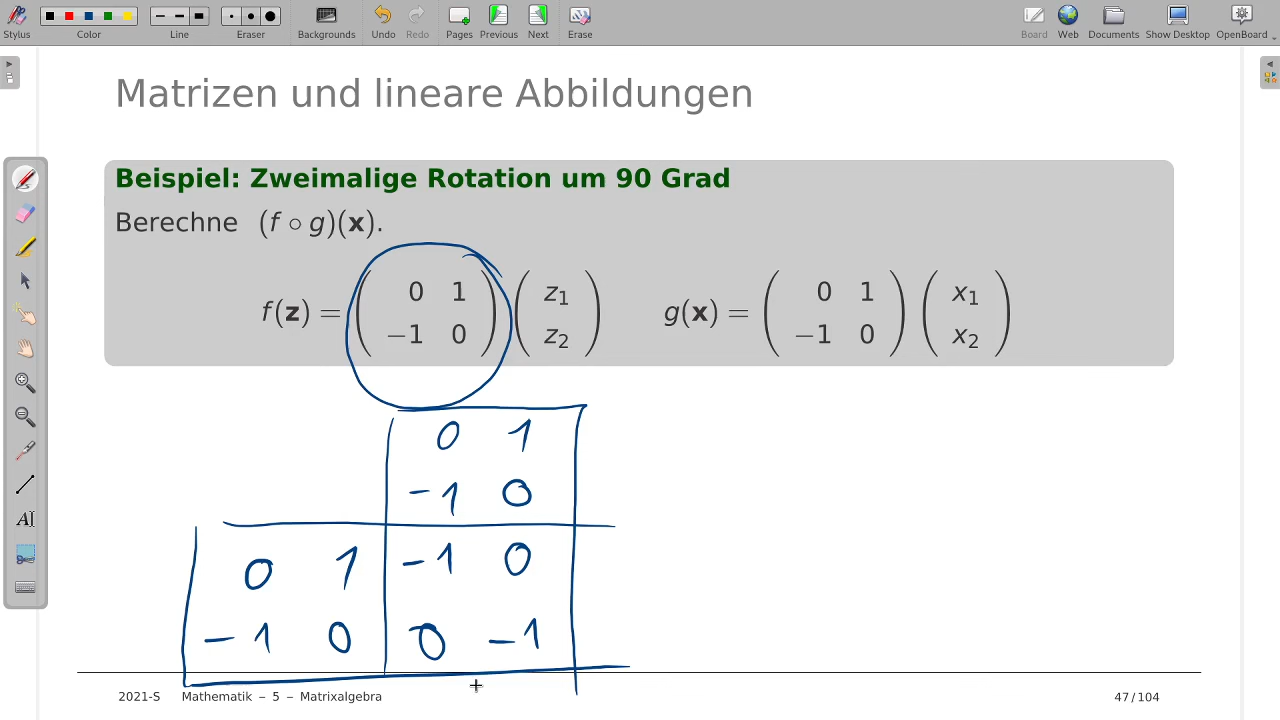 Stylus Color Line Eraser Backgrounds Undo Redo Pages Previous Next Erase Board Web Documents Show Desktop OpenBoard
Matrizen und lineare Abbildungen
Beispiel: Zweimalige Rotation um 90 Grad
Berechne (f ∘ g)(x).
f(z) = ( 0 1 ) ( z₁ ) g(x) = ( 0 1 ) ( x₁ )
( −1 0 ) ( z₂ ) ( −1 0 ) ( x₂ )
0 1
-1 0
0 1 -1 0
-1 0 0 -1
2021-S Mathematik – 5 – Matrixalgebra 47/104